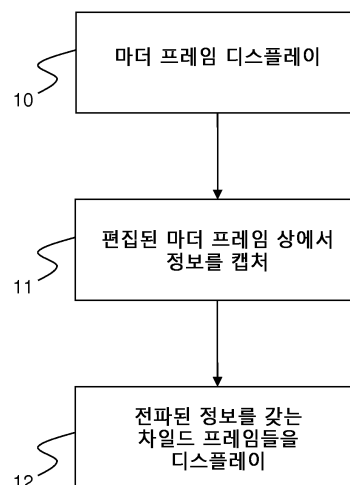 마더 프레임 디스플레이
10
편집된 마더 프레임 상에서
정보를 캡처
11
전파된 정보를 갖는
차일드 프레임들을
디스플레이
12